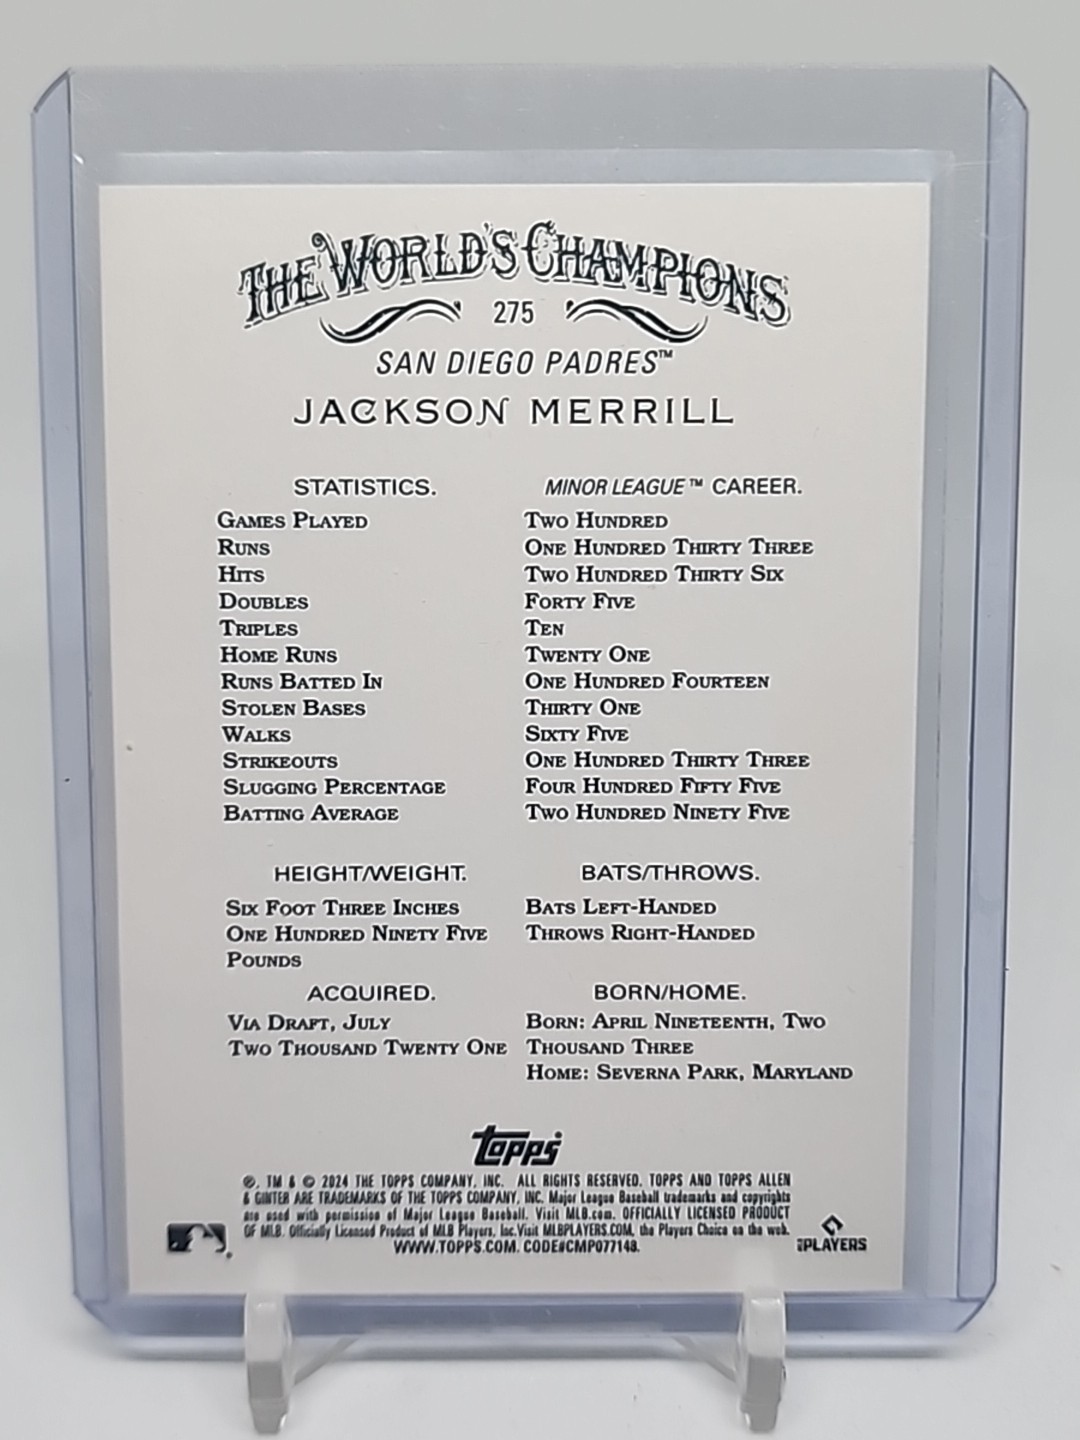 THE WORLD'S CHAMPIONS
275
SAN DIEGO PADRES™
JACKSON MERRILL
STATISTICS. MINOR LEAGUE™ CAREER.
GAMES PLAYED TWO HUNDRED
RUNS ONE HUNDRED THIRTY THREE
HITS TWO HUNDRED THIRTY SIX
DOUBLES FORTY FIVE
TRIPLES TEN
HOME RUNS TWENTY ONE
RUNS BATTED IN ONE HUNDRED FOURTEEN
STOLEN BASES THIRTY ONE
WALKS SIXTY FIVE
STRIKEOUTS ONE HUNDRED THIRTY THREE
SLUGGING PERCENTAGE FOUR HUNDRED FIFTY FIVE
BATTING AVERAGE TWO HUNDRED NINETY FIVE
HEIGHT/WEIGHT.
SIX FOOT THREE INCHES
ONE HUNDRED NINETY FIVE
POUNDS
BATS/THROWS.
BATS LEFT-HANDED
THROWS RIGHT-HANDED
ACQUIRED.
VIA DRAFT, JULY
TWO THOUSAND TWENTY ONE
BORN/HOME.
BORN: APRIL NINETEENTH, TWO
THOUSAND THREE
HOME: SEVERNA PARK, MARYLAND
topps
®, TM & © 2024 THE TOPPS COMPANY, INC. ALL RIGHTS RESERVED. TOPPS AND TOPPS ALLEN
& GINTER ARE TRADEMARKS OF THE TOPPS COMPANY, INC. Major League Baseball trademarks and copyrights
are used with permission of Major League Baseball. Visit MLB.com. OFFICIALLY LICENSED PRODUCT
OF MLB. Officially Licensed Product of MLB Players, Inc. Visit MLBPLAYERS.COM, the Players Choice on the web.
WWW.TOPPS.COM. CODE#CMP077148.
PLAYERS